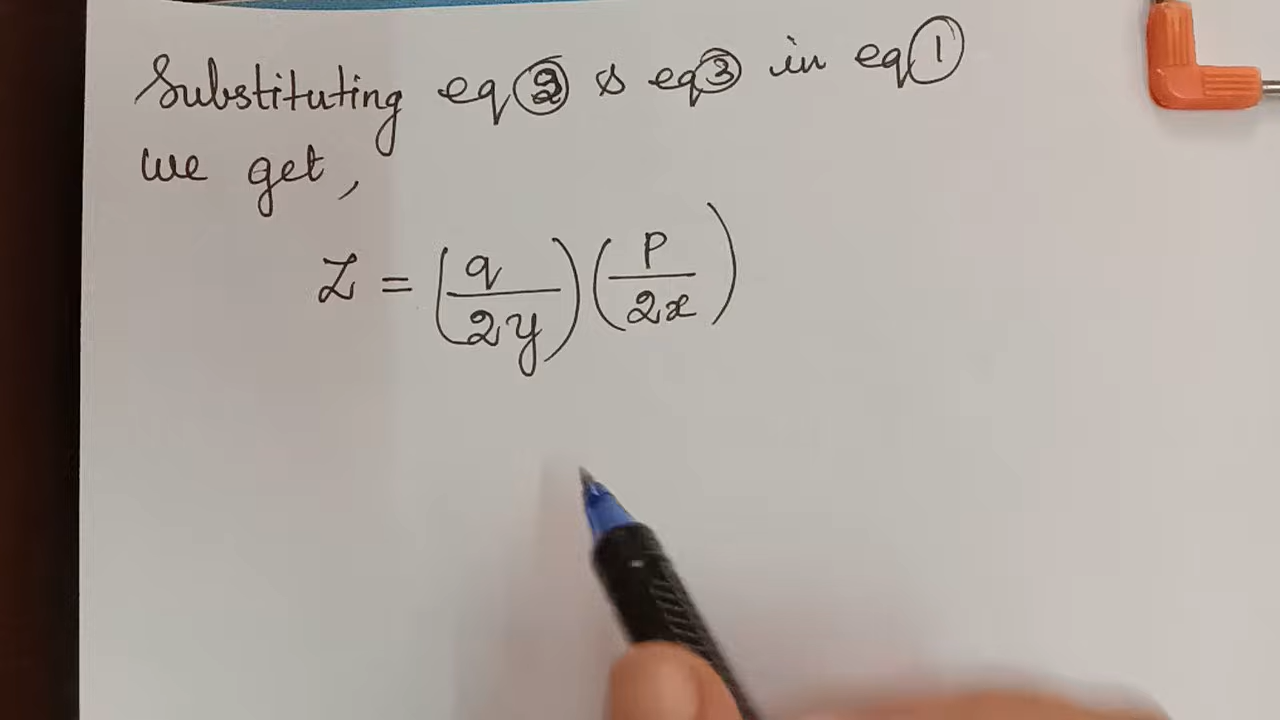 Substituting eq ② & eq ③ in eq ①
we get,
Z = (q/2y) (p/2x)